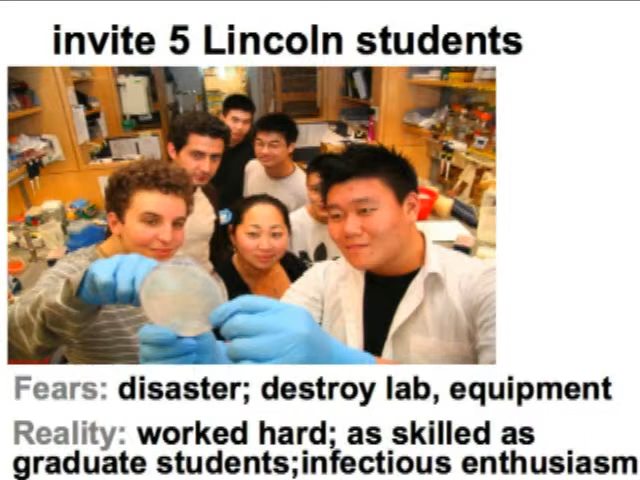 invite 5 Lincoln students
Fears: disaster; destroy lab, equipment
Reality: worked hard; as skilled as
graduate students;infectious enthusiasm